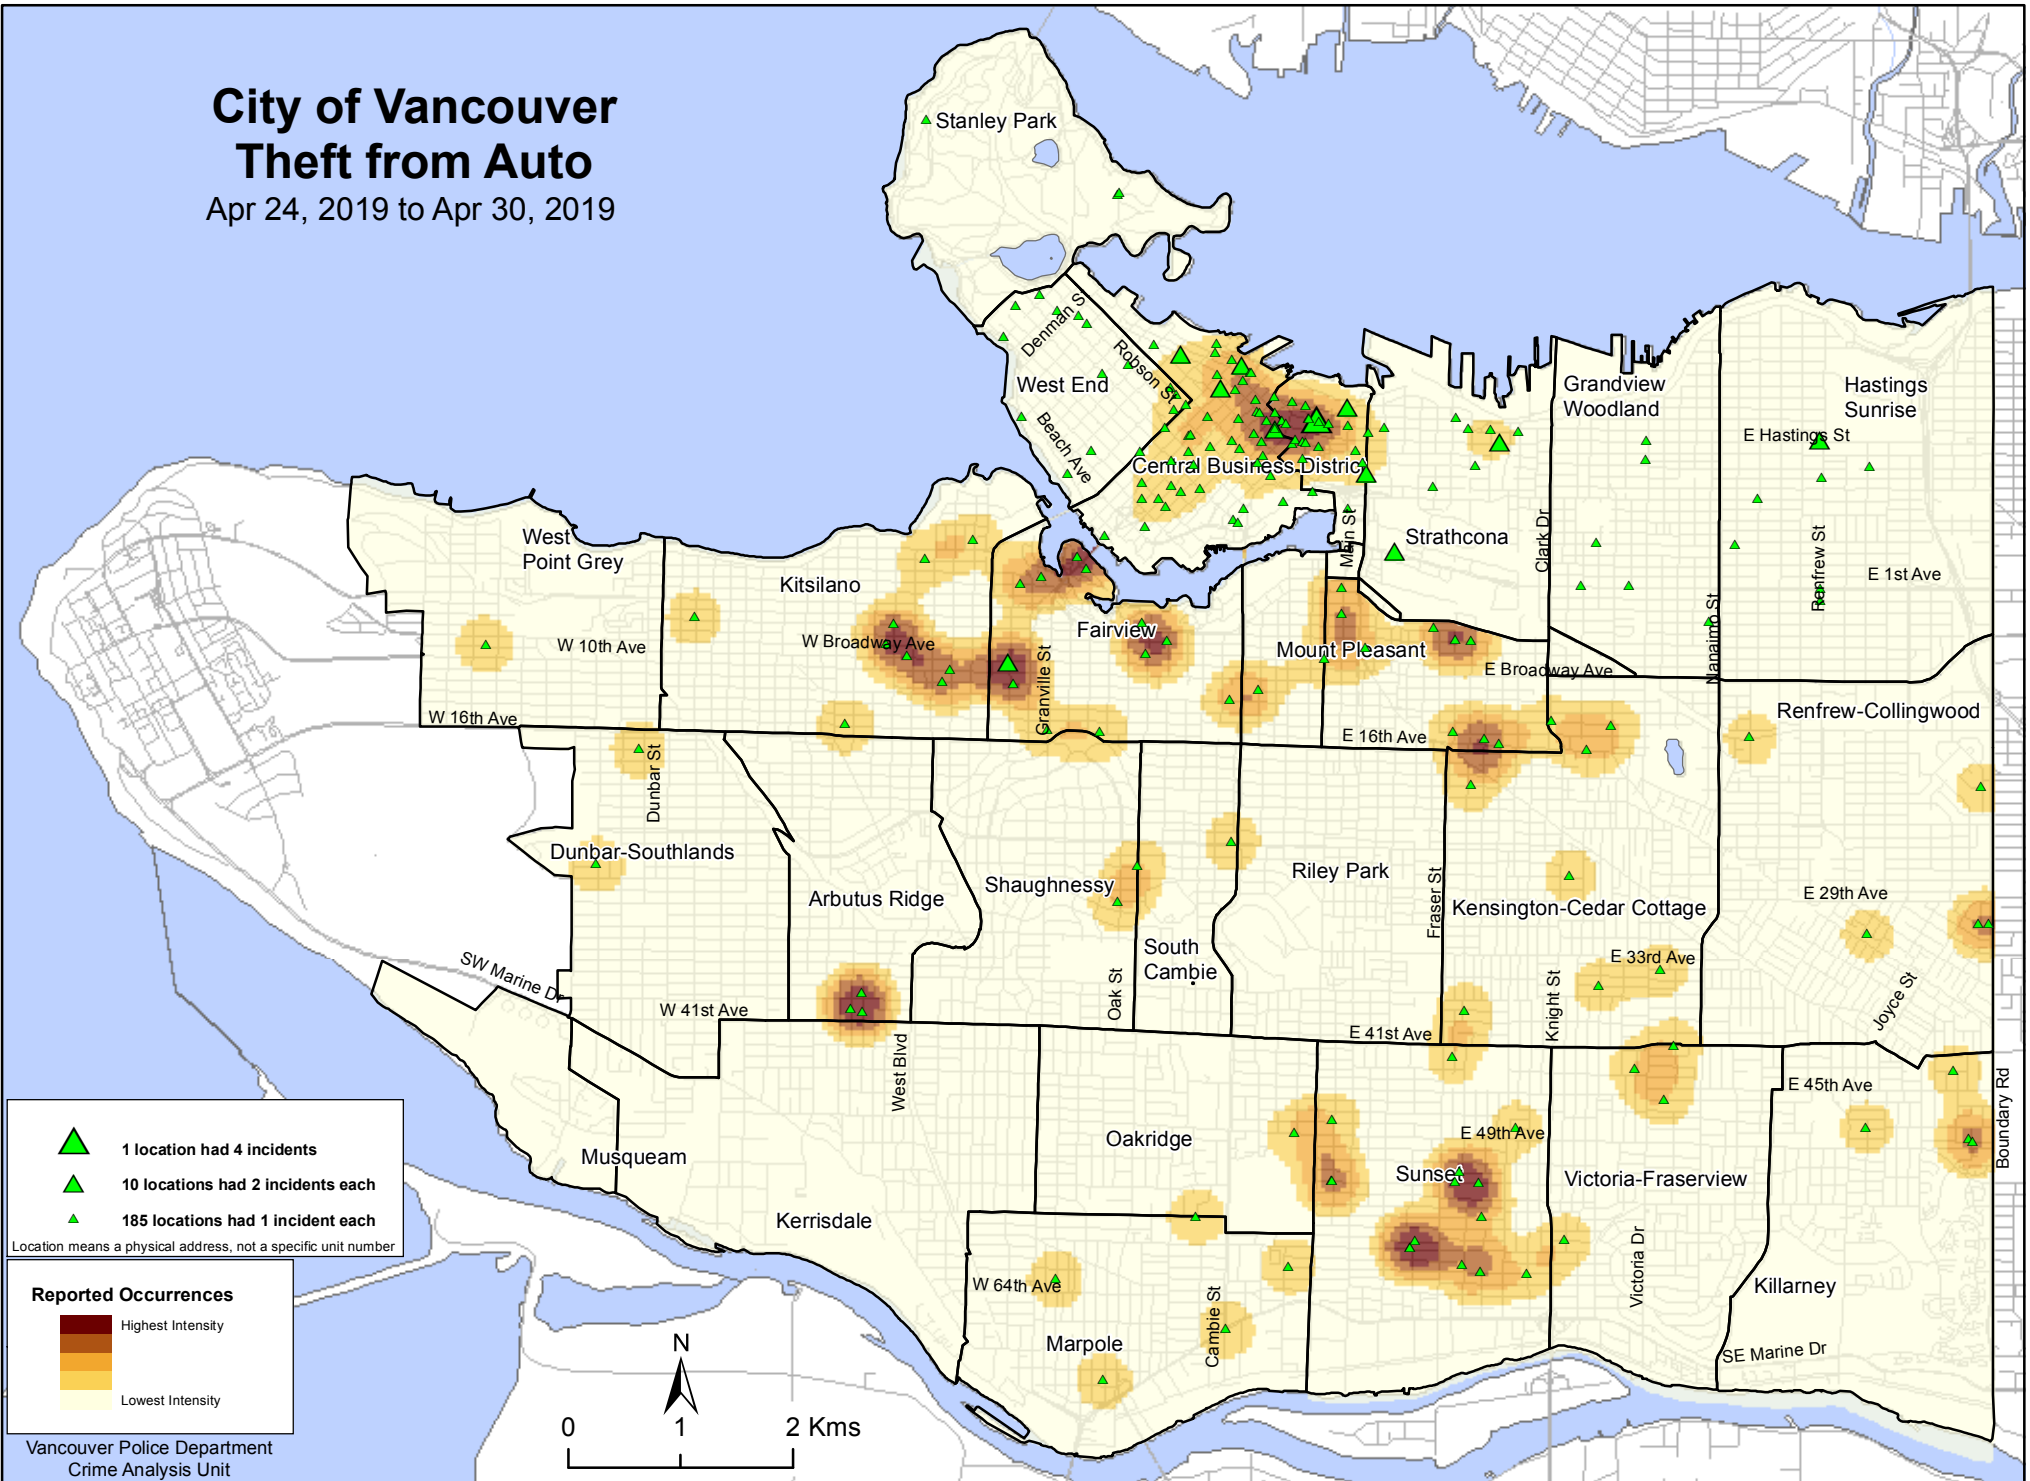 City of Vancouver
Theft from Auto
Apr 24, 2019 to Apr 30, 2019
Stanley Park
Denman S
Robson St
West End
Beach Ave
Central Business Distric
Grandview
Woodland
Hastings
Sunrise
E Hastings St
Strathcona
Main St
Clark Dr
Nanaimo St
Renfrew St
E 1st Ave
West
Point Grey
Kitsilano
W 10th Ave
W Broadway Ave
Fairview
Granville St
Mount Pleasant
E Broadway Ave
W 16th Ave
E 16th Ave
Renfrew-Collingwood
Dunbar St
Dunbar-Southlands
Arbutus Ridge
Shaughnessy
South
Cambie
Oak St
Riley Park
Fraser St
Kensington-Cedar Cottage
E 29th Ave
E 33rd Ave
Knight St
Joyce St
SW Marine Dr
W 41st Ave
E 41st Ave
West Blvd
E 45th Ave
Boundary Rd
Musqueam
Oakridge
E 49th Ave
Sunset
Victoria-Fraserview
Kerrisdale
W 64th Ave
Marpole
Cambie St
Victoria Dr
Killarney
SE Marine Dr
1 location had 4 incidents
10 locations had 2 incidents each
185 locations had 1 incident each
Location means a physical address, not a specific unit number
Reported Occurrences
Highest Intensity
Lowest Intensity
Vancouver Police Department
Crime Analysis Unit
N
0 1 2 Kms